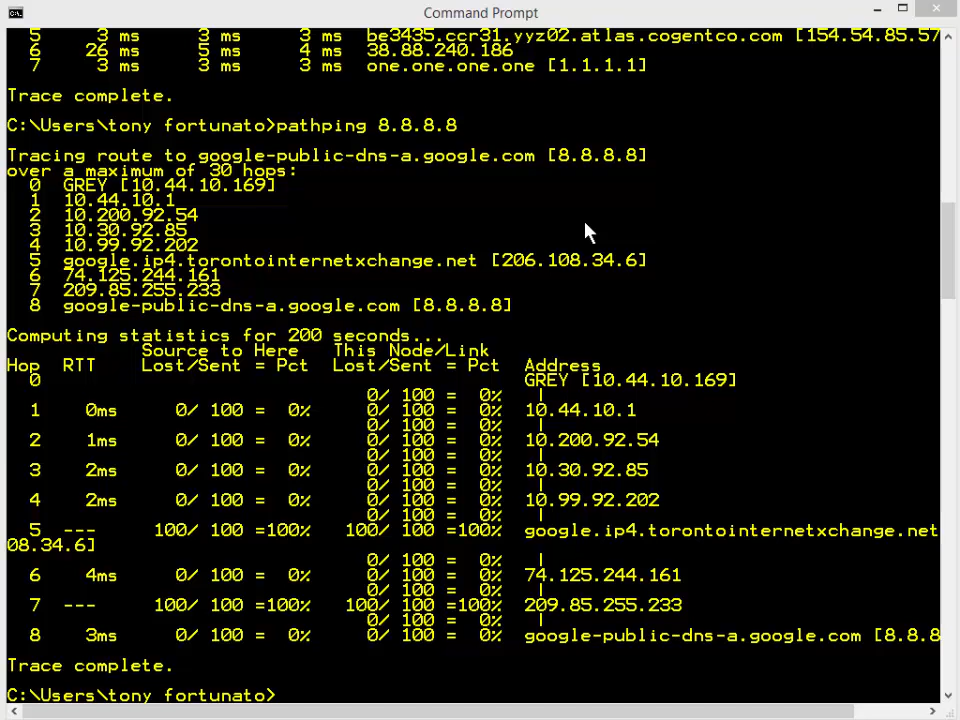 Command Prompt
5 3 ms 3 ms 3 ms be3435.ccr31.yyz02.atlas.cogentco.com [154.54.85.57
6 26 ms 5 ms 4 ms 38.88.240.186
7 3 ms 3 ms 3 ms one.one.one.one [1.1.1.1]
Trace complete.
C:\Users\tony fortunato>pathping 8.8.8.8
Tracing route to google-public-dns-a.google.com [8.8.8.8]
over a maximum of 30 hops:
0 GREY [10.44.10.169]
1 10.44.10.1
2 10.200.92.54
3 10.30.92.85
4 10.99.92.202
5 google.ip4.torontointernetxchange.net [206.108.34.6]
6 74.125.244.161
7 209.85.255.233
8 google-public-dns-a.google.com [8.8.8.8]
Computing statistics for 200 seconds...
Source to Here This Node/Link
Hop RTT Lost/Sent = Pct Lost/Sent = Pct Address
0 GREY [10.44.10.169]
0/ 100 = 0% |
1 0ms 0/ 100 = 0% 0/ 100 = 0% 10.44.10.1
0/ 100 = 0% |
2 1ms 0/ 100 = 0% 0/ 100 = 0% 10.200.92.54
0/ 100 = 0% |
3 2ms 0/ 100 = 0% 0/ 100 = 0% 10.30.92.85
0/ 100 = 0% |
4 2ms 0/ 100 = 0% 0/ 100 = 0% 10.99.92.202
0/ 100 = 0% |
5 --- 100/ 100 =100% 100/ 100 =100% google.ip4.torontointernetxchange.net
08.34.6]
0/ 100 = 0% |
6 4ms 0/ 100 = 0% 0/ 100 = 0% 74.125.244.161
0/ 100 = 0% |
7 --- 100/ 100 =100% 100/ 100 =100% 209.85.255.233
0/ 100 = 0% |
8 3ms 0/ 100 = 0% 0/ 100 = 0% google-public-dns-a.google.com [8.8.8
Trace complete.
C:\Users\tony fortunato>